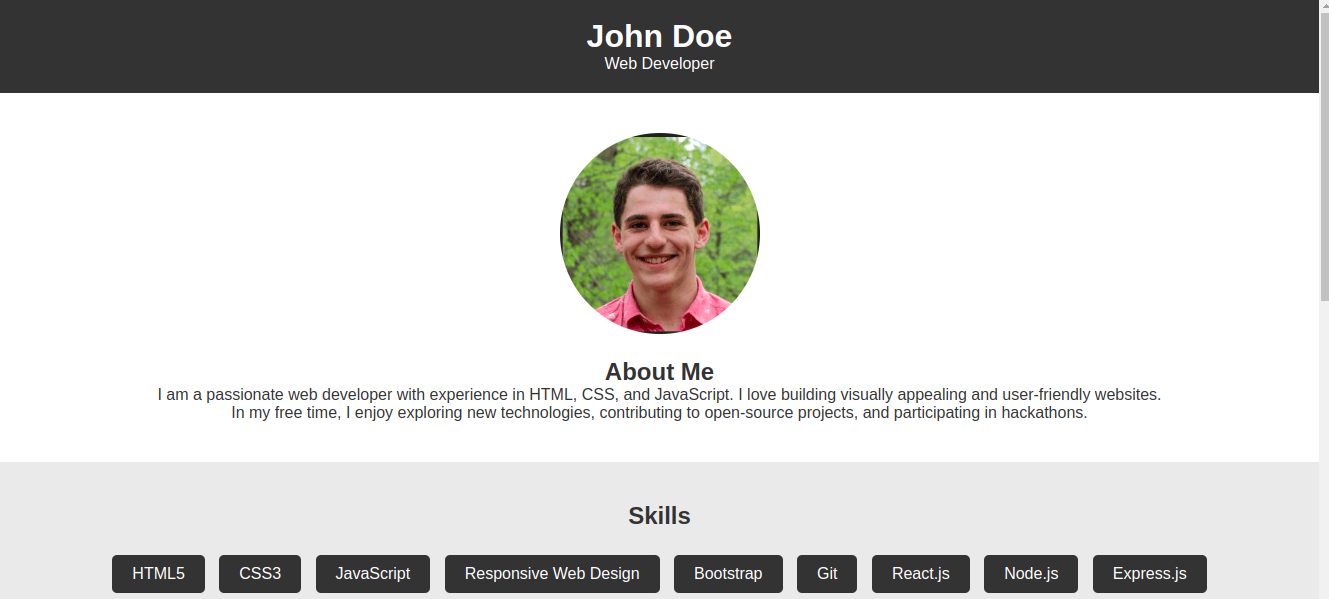 John Doe
Web Developer
About Me
I am a passionate web developer with experience in HTML, CSS, and JavaScript. I love building visually appealing and user-friendly websites.
In my free time, I enjoy exploring new technologies, contributing to open-source projects, and participating in hackathons.
Skills
HTML5 CSS3 JavaScript Responsive Web Design Bootstrap Git React.js Node.js Express.js